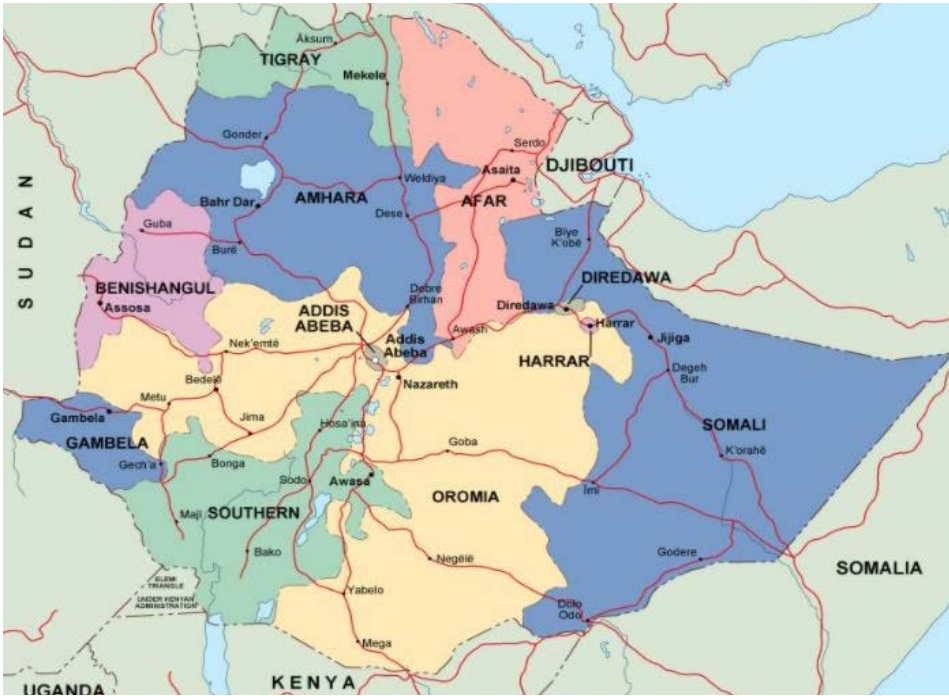 Āksum
TIGRAY
Mekele
Serdo
Gonder
DJIBOUTI
Asaita
Weldiya
AMHARA
AFAR
Bahr Dar
Dese
SUDAN
Guba
Burē
Biye
K'obē
BENISHANGUL
DIREDAWA
Assosa
Debre
Birhan
Diredawa
ADDIS
ABEBA
Harrar
Addis
Abeba
Awash
Jijiga
Nek'emtē
HARRAR
Degeh
Bur
Bedelē
Nazareth
Metu
Gambela
Jima
Hosa'ina
SOMALI
GAMBELA
Goba
K'orahē
Gech'a
Bonga
Sodo
Awasa
Imi
OROMIA
SOUTHERN
Maji
Bako
Negēlē
Godere
SOMALIA
ELEMI
TRIANGLE
UNDER KENYAN
ADMINISTRATION
Yabelo
Dolo
Odo
Mega
KENYA
UGANDA